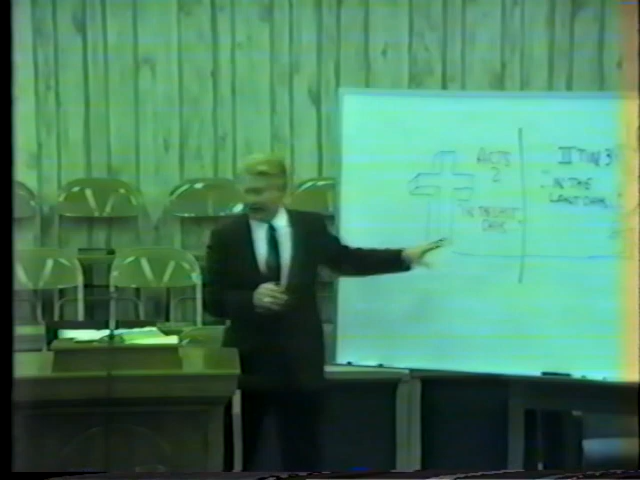 ACTS
2
IN THE LAST
DAYS
II TIM 3
IN THE
LAST DAYS